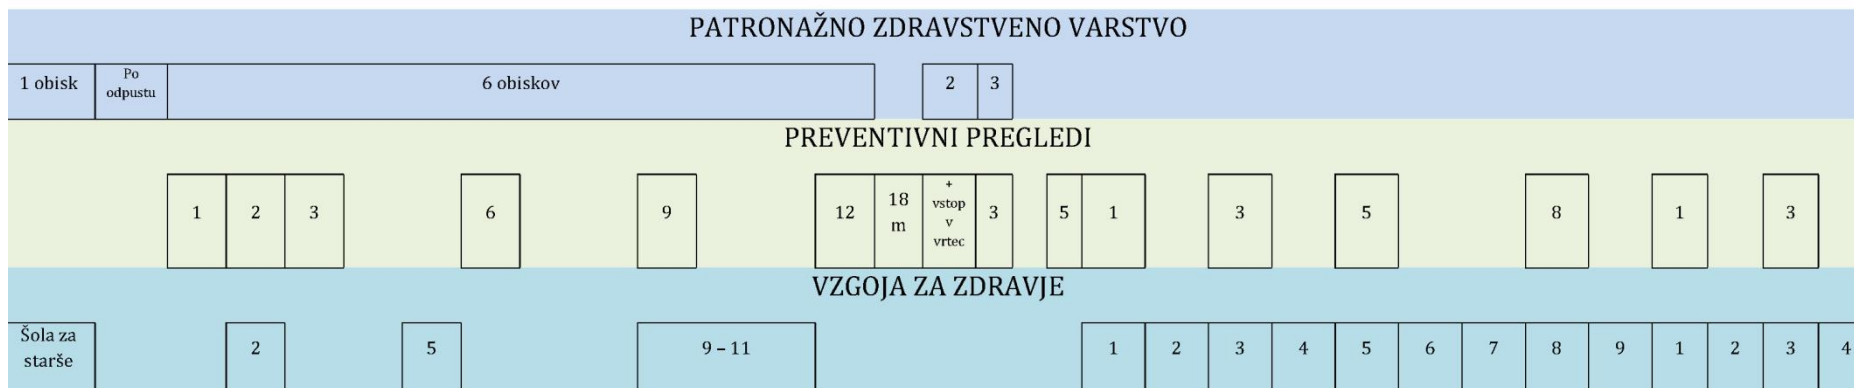 PATRONAŽNO ZDRAVSTVENO VARSTVO
1 obisk
Po
odpustu
6 obiskov
2
3
PREVENTIVNI PREGLEDI
1
2
3
6
9
12
18
m
+
vstop
v
vrtec
3
5
1
3
5
8
1
3
VZGOJA ZA ZDRAVJE
Šola za
starše
2
5
9 – 11
1
2
3
4
5
6
7
8
9
1
2
3
4